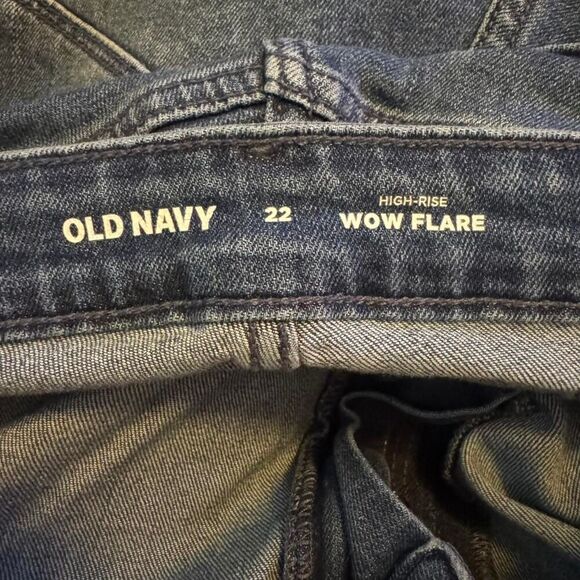 OLD NAVY
22
HIGH-RISE
WOW FLARE